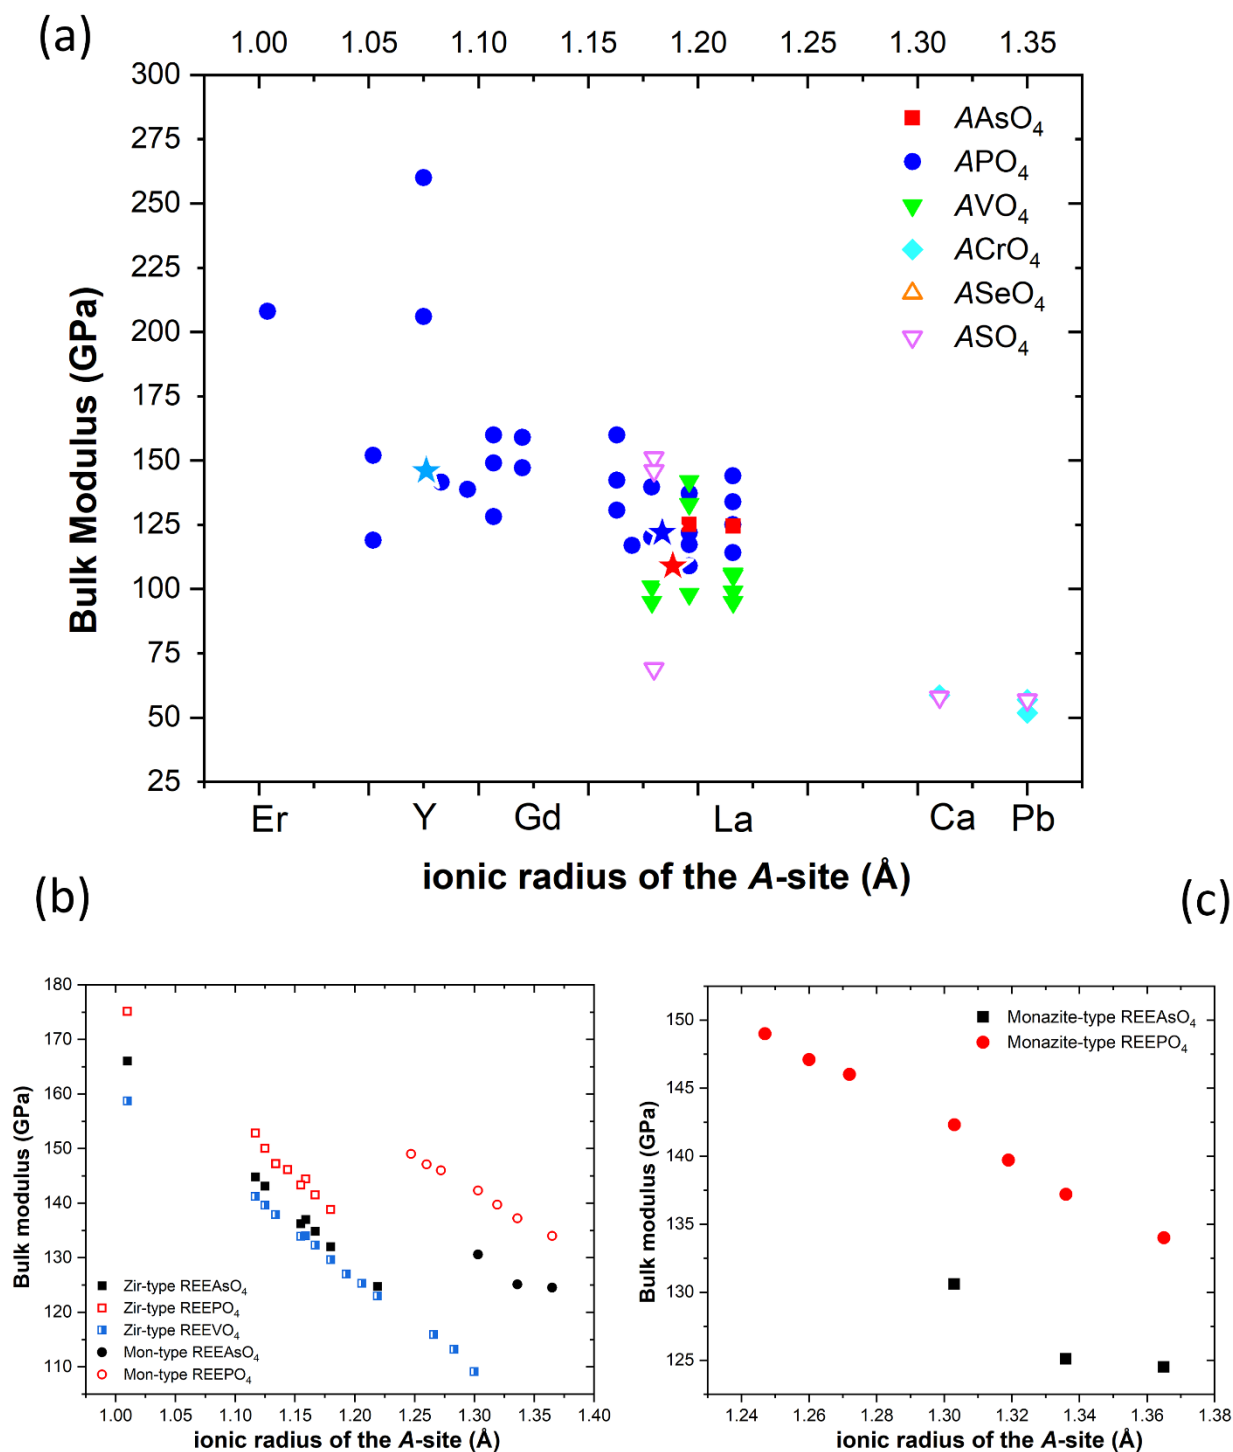 (a)
1.00 1.05 1.10 1.15 1.20 1.25 1.30 1.35
300
275
250
225
200
175
150
125
100
75
50
25
Bulk Modulus (GPa)
AAsO₄
APO₄
AVO₄
ACrO₄
ASeO₄
ASO₄
Er Y Gd La Ca Pb
ionic radius of the A-site (Å)
(b)
180
170
160
150
140
130
120
110
Bulk modulus (GPa)
Zir-type REEAsO₄
Zir-type REEPO₄
Zir-type REEVO₄
Mon-type REEAsO₄
Mon-type REEPO₄
1.00 1.05 1.10 1.15 1.20 1.25 1.30 1.35 1.40
ionic radius of the A-site (Å)
(c)
150
145
140
135
130
125
Bulk modulus (GPa)
Monazite-type REEAsO₄
Monazite-type REEPO₄
1.24 1.26 1.28 1.30 1.32 1.34 1.36 1.38
ionic radius of the A-site (Å)